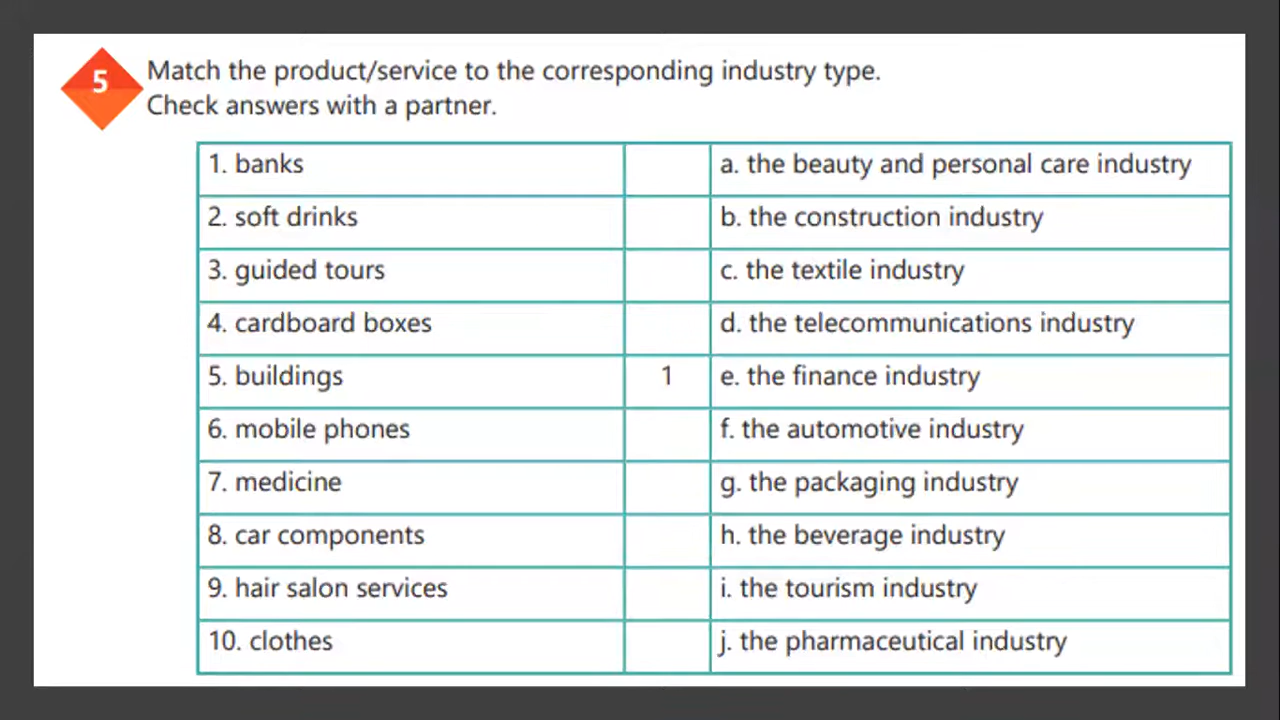 5
Match the product/service to the corresponding industry type.
Check answers with a partner.
1. banks a. the beauty and personal care industry
2. soft drinks b. the construction industry
3. guided tours c. the textile industry
4. cardboard boxes d. the telecommunications industry
5. buildings 1 e. the finance industry
6. mobile phones f. the automotive industry
7. medicine g. the packaging industry
8. car components h. the beverage industry
9. hair salon services i. the tourism industry
10. clothes j. the pharmaceutical industry